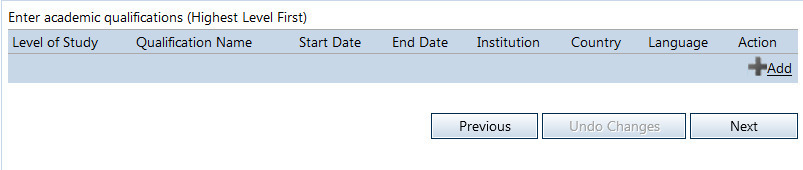 Enter academic qualifications (Highest Level First)
Level of Study Qualification Name Start Date End Date Institution Country Language Action
Add
Previous Undo Changes Next